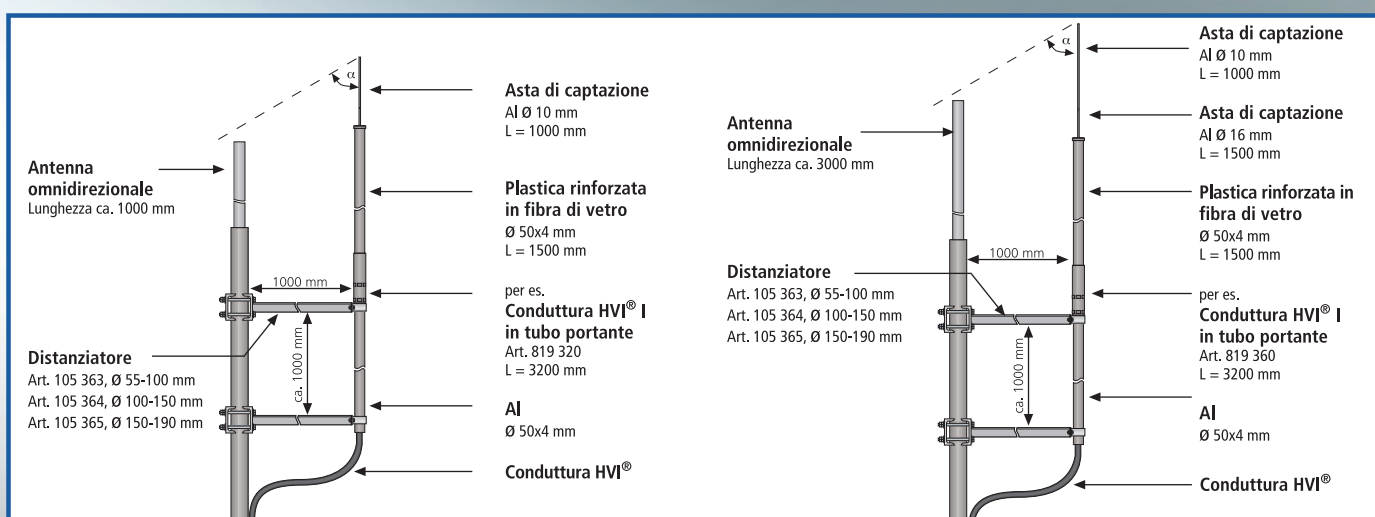 α
Asta di captazione
Al Ø 10 mm
L = 1000 mm
Antenna
omnidirezionale
Lunghezza ca. 1000 mm
Plastica rinforzata
in fibra di vetro
Ø 50x4 mm
L = 1500 mm
1000 mm
per es.
Conduttura HVI® I
in tubo portante
Art. 819 320
L = 3200 mm
ca. 1000 mm
Distanziatore
Art. 105 363, Ø 55-100 mm
Art. 105 364, Ø 100-150 mm
Art. 105 365, Ø 150-190 mm
Al
Ø 50x4 mm
Conduttura HVI®
α
Asta di captazione
Al Ø 10 mm
L = 1000 mm
Asta di captazione
Al Ø 16 mm
L = 1500 mm
Antenna
omnidirezionale
Lunghezza ca. 3000 mm
Plastica rinforzata in
fibra di vetro
Ø 50x4 mm
L = 1500 mm
1000 mm
Distanziatore
Art. 105 363, Ø 55-100 mm
Art. 105 364, Ø 100-150 mm
Art. 105 365, Ø 150-190 mm
per es.
Conduttura HVI® I
in tubo portante
Art. 819 360
L = 3200 mm
ca. 1000 mm
Al
Ø 50x4 mm
Conduttura HVI®